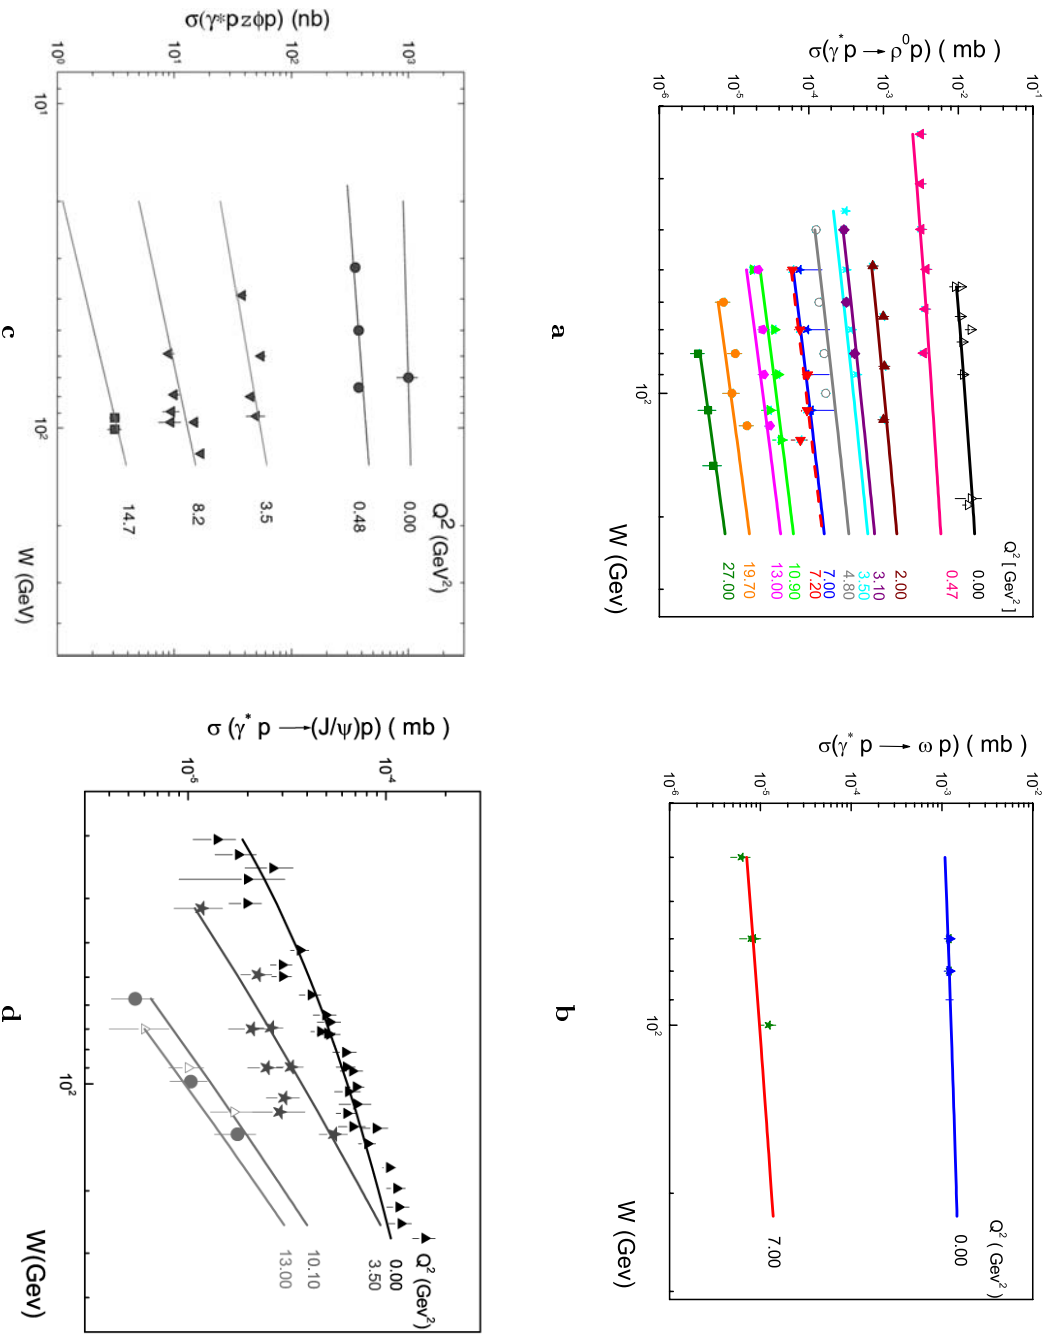 σ(γ* p → ρ⁰p) ( mb )
10⁻¹
10⁻²
10⁻³
10⁻⁴
10⁻⁵
10⁻⁶
10²
W (Gev)
Q² [ Gev² ]
0.00
0.47
2.00
3.10
3.50
4.80
7.00
7.20
10.90
13.00
19.70
27.00
a
σ(γ* p → ω p) ( mb )
10⁻²
10⁻³
10⁻⁴
10⁻⁵
10⁻⁶
10²
W (Gev)
Q² ( Gev² )
0.00
7.00
b
σ(γ*p z ϕp) (nb)
10³
10²
10¹
10⁰
10¹
10²
W (GeV)
Q² (GeV²)
0.00
0.48
3.5
8.2
14.7
c
σ (γ* p → (J/ψ)p) ( mb )
10⁻⁴
10⁻⁵
10²
W(Gev)
Q² (Gev²)
0.00
3.50
10.10
13.00
d